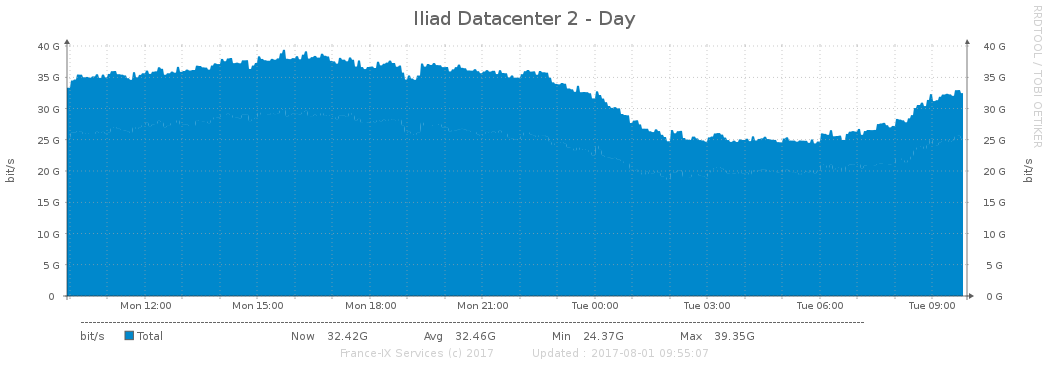 Iliad Datacenter 2 - Day
RRDTOOL / TOBI OETIKER
40 G 40 G
35 G 35 G
30 G 30 G
25 G 25 G
20 G 20 G
15 G 15 G
10 G 10 G
5 G 5 G
0 0 G
bit/s bit/s
Mon 12:00 Mon 15:00 Mon 18:00 Mon 21:00 Tue 00:00 Tue 03:00 Tue 06:00 Tue 09:00
bit/s Total Now 32.42G Avg 32.46G Min 24.37G Max 39.35G
France-IX Services (c) 2017 Updated : 2017-08-01 09:55:07